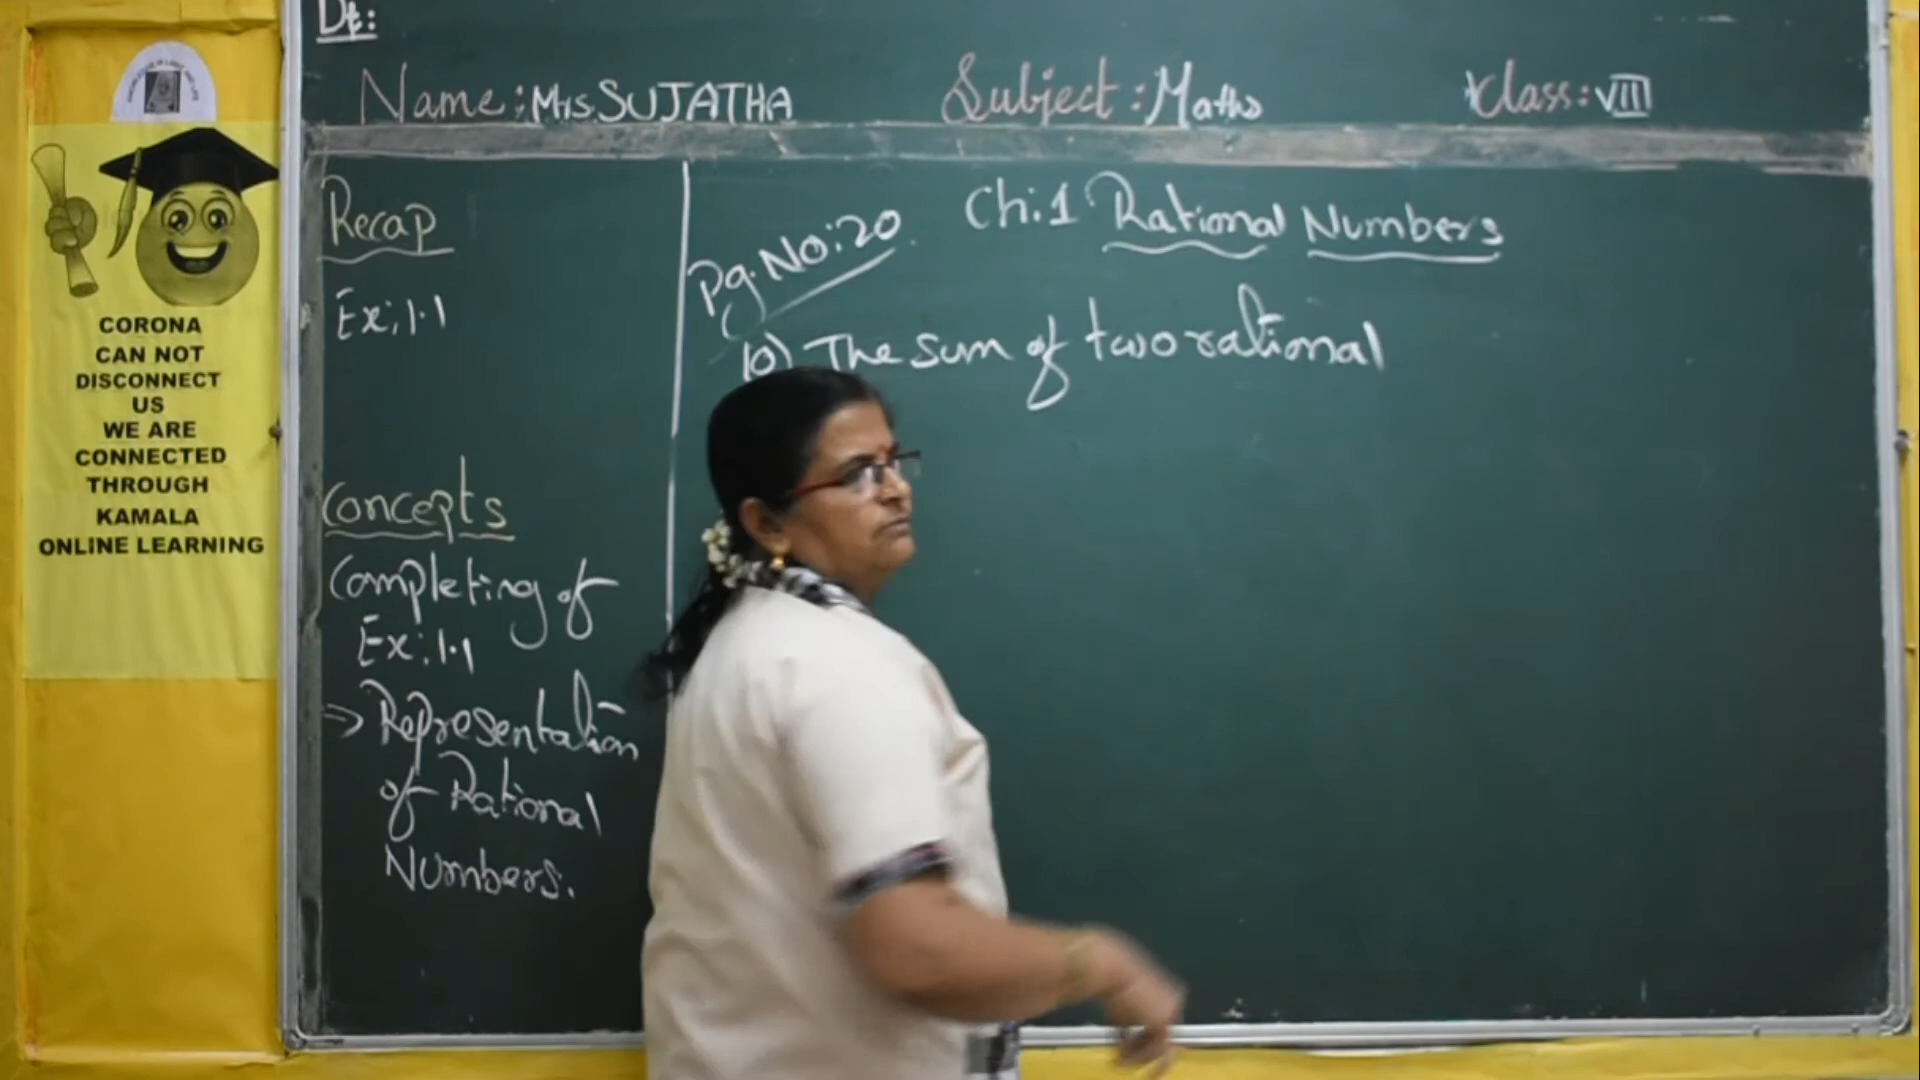 Dt:
Name: Mrs. SUJATHA Subject: Maths Class: VIII
CORONA
CAN NOT
DISCONNECT
US
WE ARE
CONNECTED
THROUGH
KAMALA
ONLINE LEARNING
Recap
Ex: 1.1
Concepts
Completing of
Ex: 1.1
→ Representation
of Rational
Numbers.
Ch: 1 Rational Numbers
Pg. No: 20
10) The sum of two rational